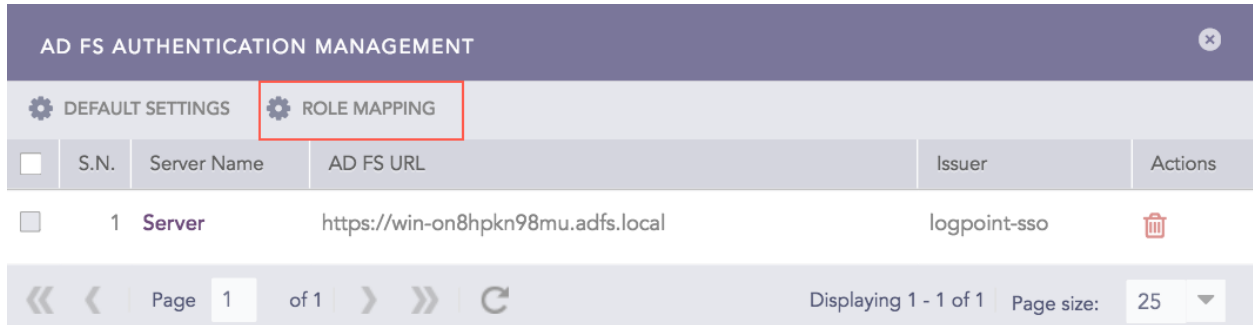 AD FS AUTHENTICATION MANAGEMENT
DEFAULT SETTINGS ROLE MAPPING
S.N. Server Name AD FS URL Issuer Actions
1 Server https://win-on8hpkn98mu.adfs.local logpoint-sso
Page 1 of 1 Displaying 1 - 1 of 1 Page size: 25